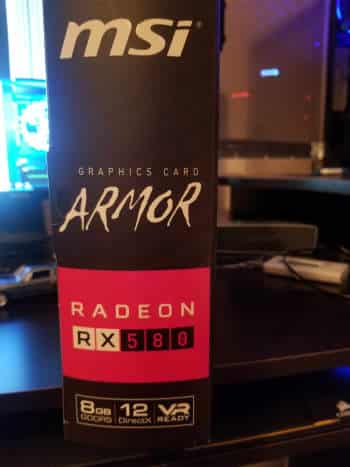 msi
GRAPHICS CARD
ARMOR
RADEON
RX 580
8GB 12 VR
GDDR5 DirectX READY